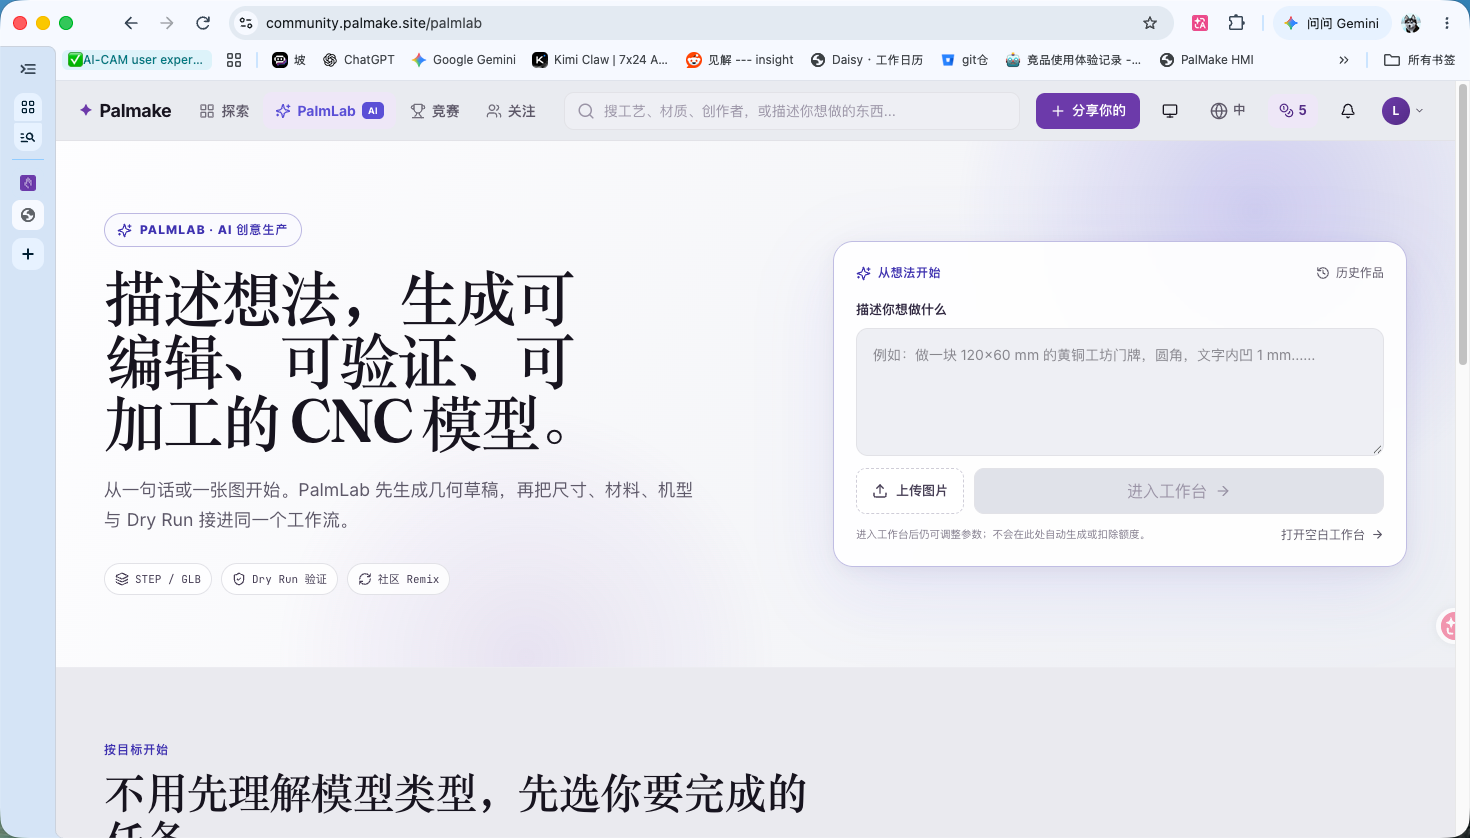 community.palmake.site/palmlab
问问 Gemini
AI-CAM user exper...
坡
ChatGPT
Google Gemini
Kimi Claw | 7x24 A...
见解 --- insight
Daisy · 工作日历
git仓
竞品使用体验记录 -...
PalMake HMI
所有书签
Palmake
探索
PalmLab AI
竞赛
关注
搜工艺、材质、创作者，或描述你想做的东西...
分享你的
中
5
L
PALMLAB · AI 创意生产
描述想法，生成可
编辑、可验证、可
加工的 CNC 模型。
从一句话或一张图开始。PalmLab 先生成几何草稿，再把尺寸、材料、机型
与 Dry Run 接进同一个工作流。
STEP / GLB
Dry Run 验证
社区 Remix
从想法开始
历史作品
描述你想做什么
例如：做一块 120×60 mm 的黄铜工坊门牌，圆角，文字内凹 1 mm……
上传图片
进入工作台
进入工作台后仍可调整参数；不会在此处自动生成或扣除额度。
打开空白工作台
按目标开始
不用先理解模型类型，先选你要完成的
任务